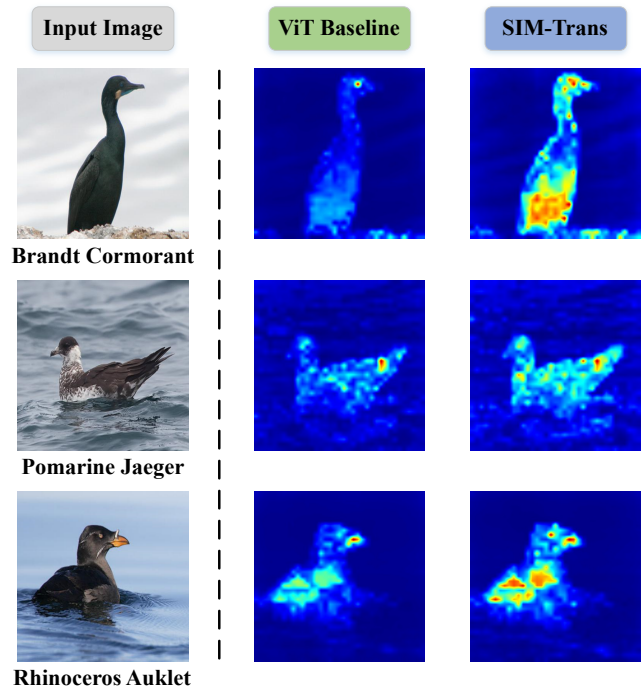 Input Image
ViT Baseline
SIM-Trans
Brandt Cormorant
Pomarine Jaeger
Rhinoceros Auklet